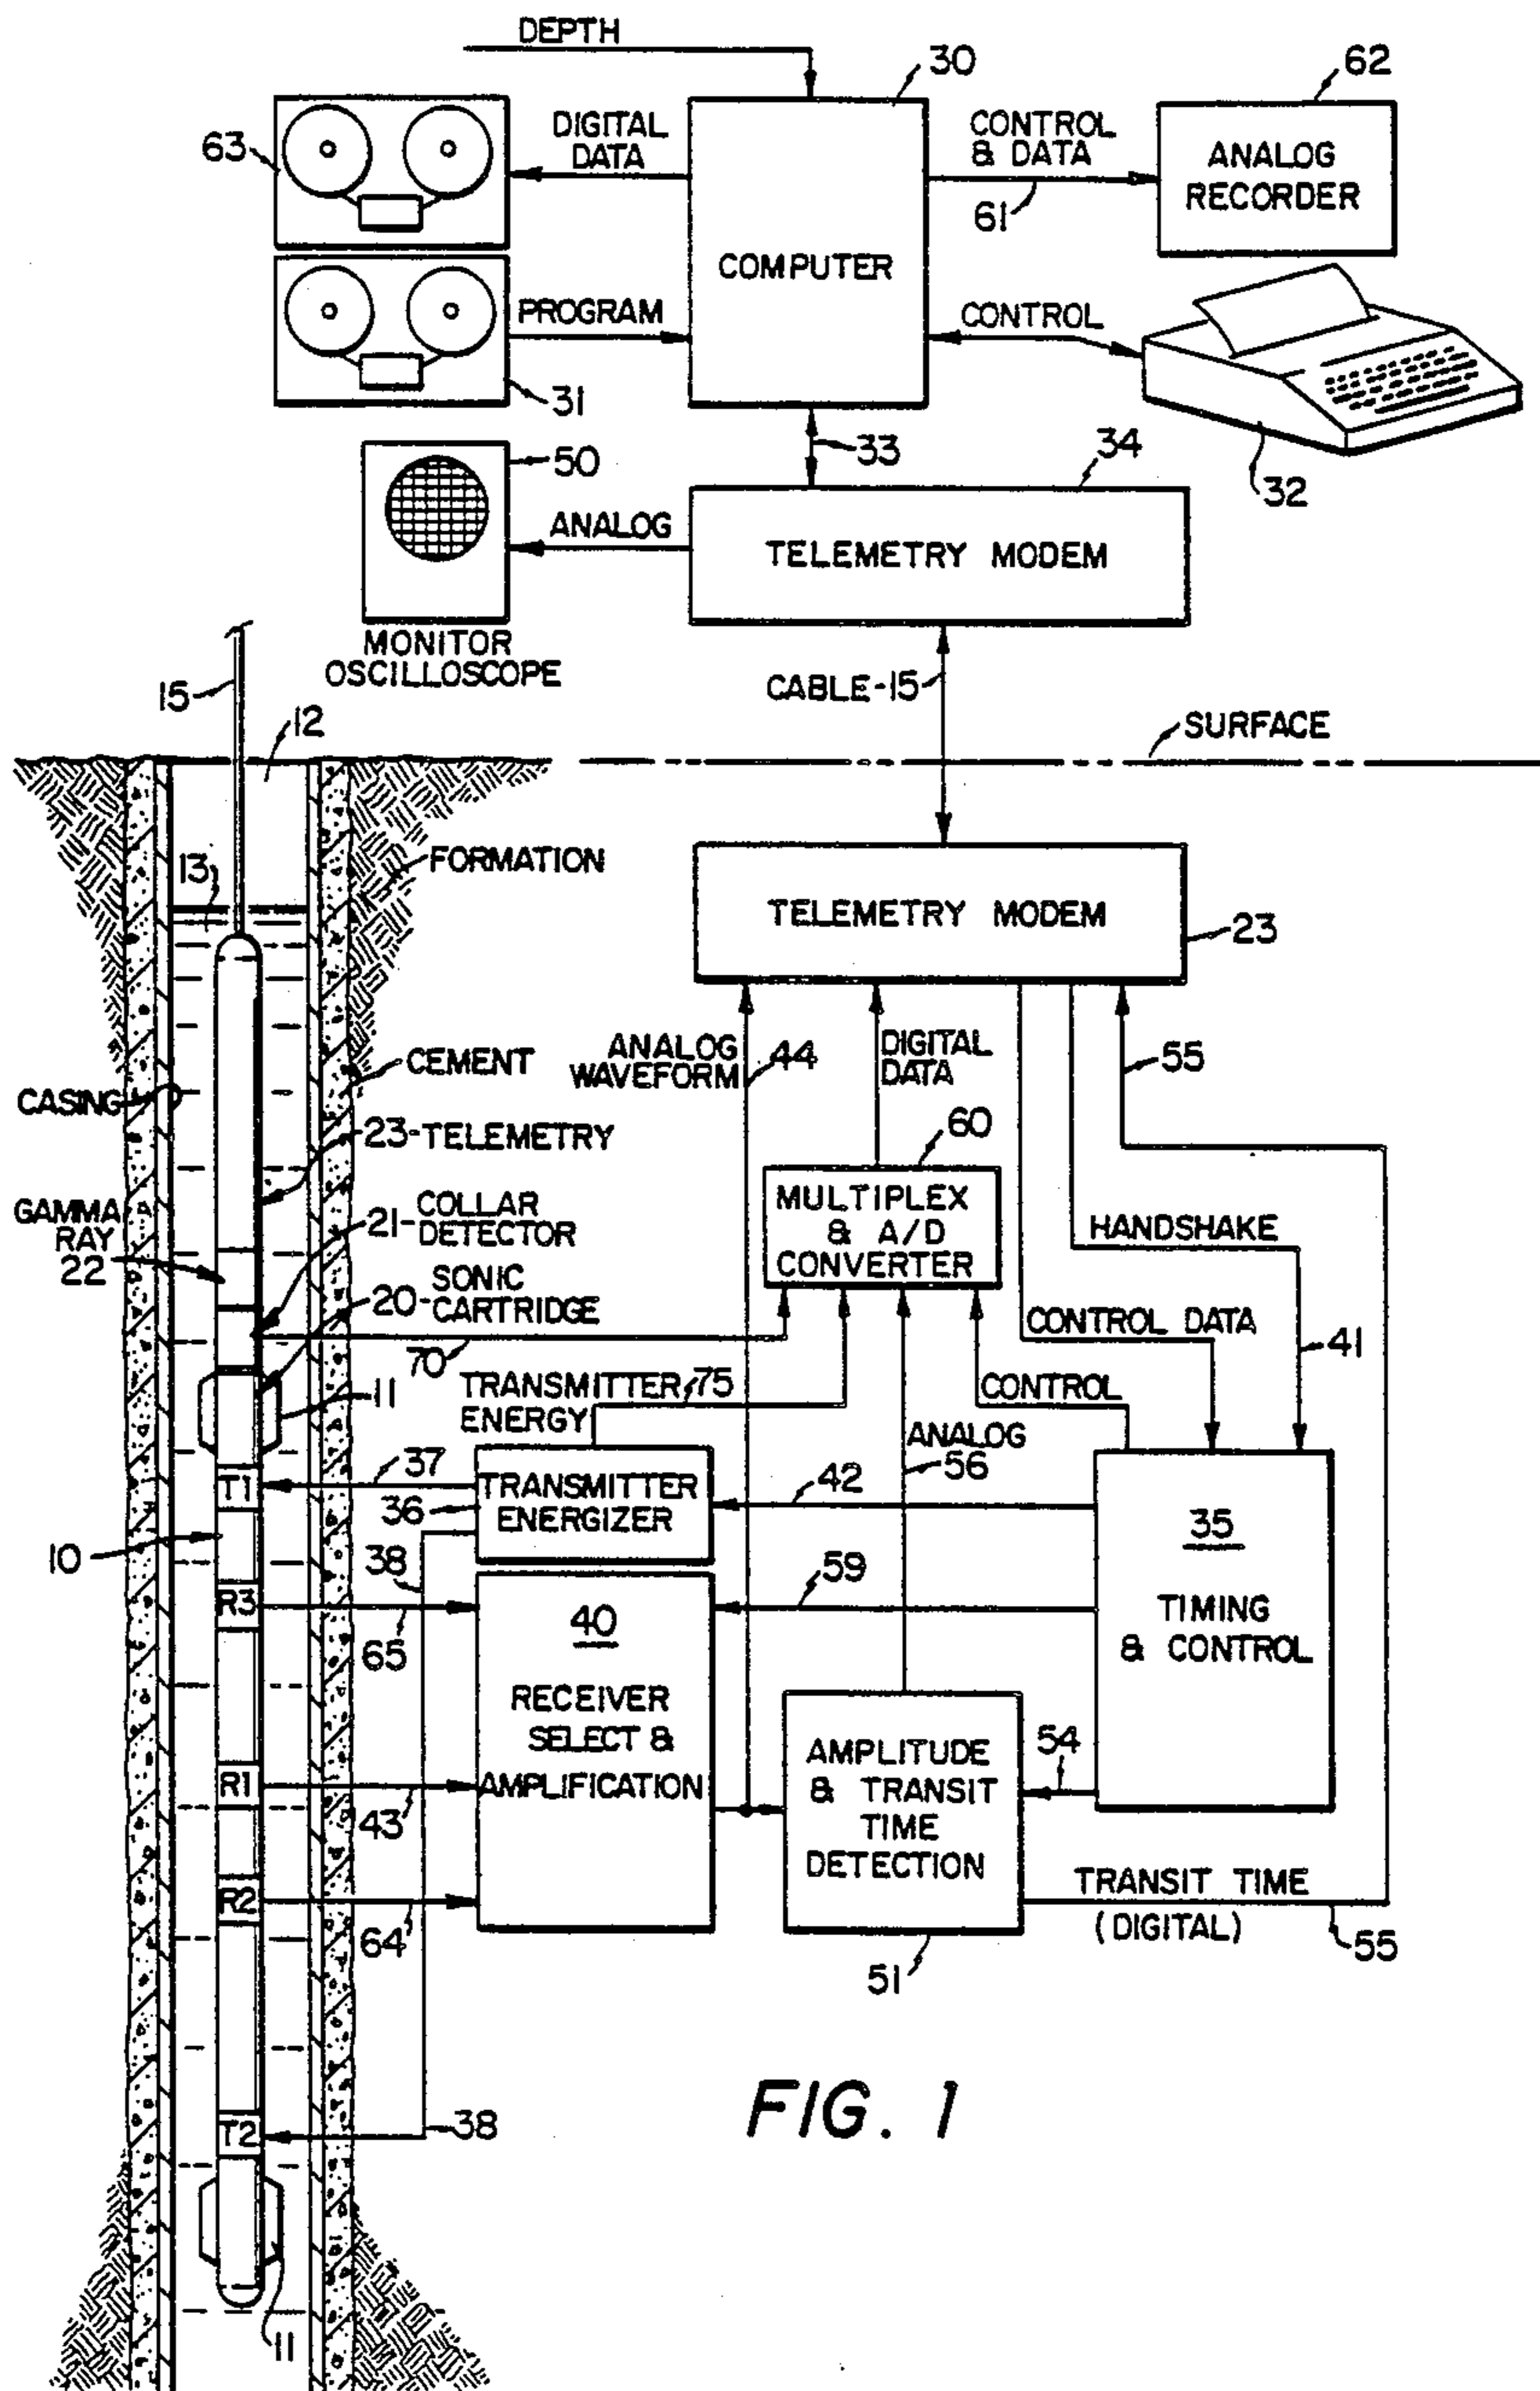 DEPTH
30
62
63
DIGITAL
DATA
CONTROL
& DATA
61
ANALOG
RECORDER
COMPUTER
PROGRAM
CONTROL
31
32
33
34
50
ANALOG
TELEMETRY MODEM
MONITOR
OSCILLOSCOPE
15
CABLE-15
12
SURFACE
13
FORMATION
TELEMETRY MODEM
23
CEMENT
CASING
ANALOG
WAVEFORM
44
DIGITAL
DATA
55
23-TELEMETRY
60
GAMMA
RAY
22
21-COLLAR
DETECTOR
MULTIPLEX
& A/D
CONVERTER
HANDSHAKE
20-SONIC
CARTRIDGE
70
CONTROL DATA
41
11
TRANSMITTER
ENERGY
75
CONTROL
T1
37
TRANSMITTER
ENERGIZER
36
ANALOG
56
42
35
TIMING
& CONTROL
10
38
59
R3
65
40
RECEIVER
SELECT &
AMPLIFICATION
R1
43
AMPLITUDE
& TRANSIT
TIME
DETECTION
54
R2
64
TRANSIT TIME
(DIGITAL)
55
51
T2
38
FIG. 1
11